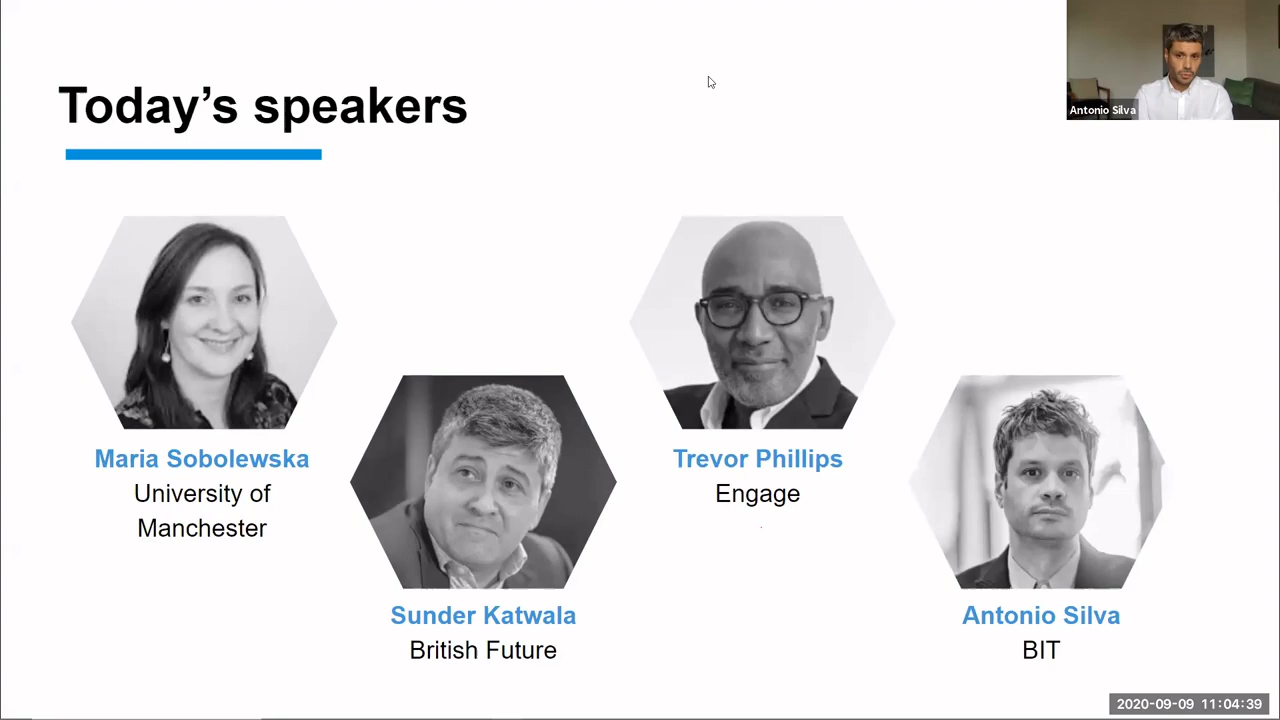 Today’s speakers
Antonio Silva
Maria Sobolewska
University of
Manchester
Sunder Katwala
British Future
Trevor Phillips
Engage
Antonio Silva
BIT
2020-09-09 11:04:39